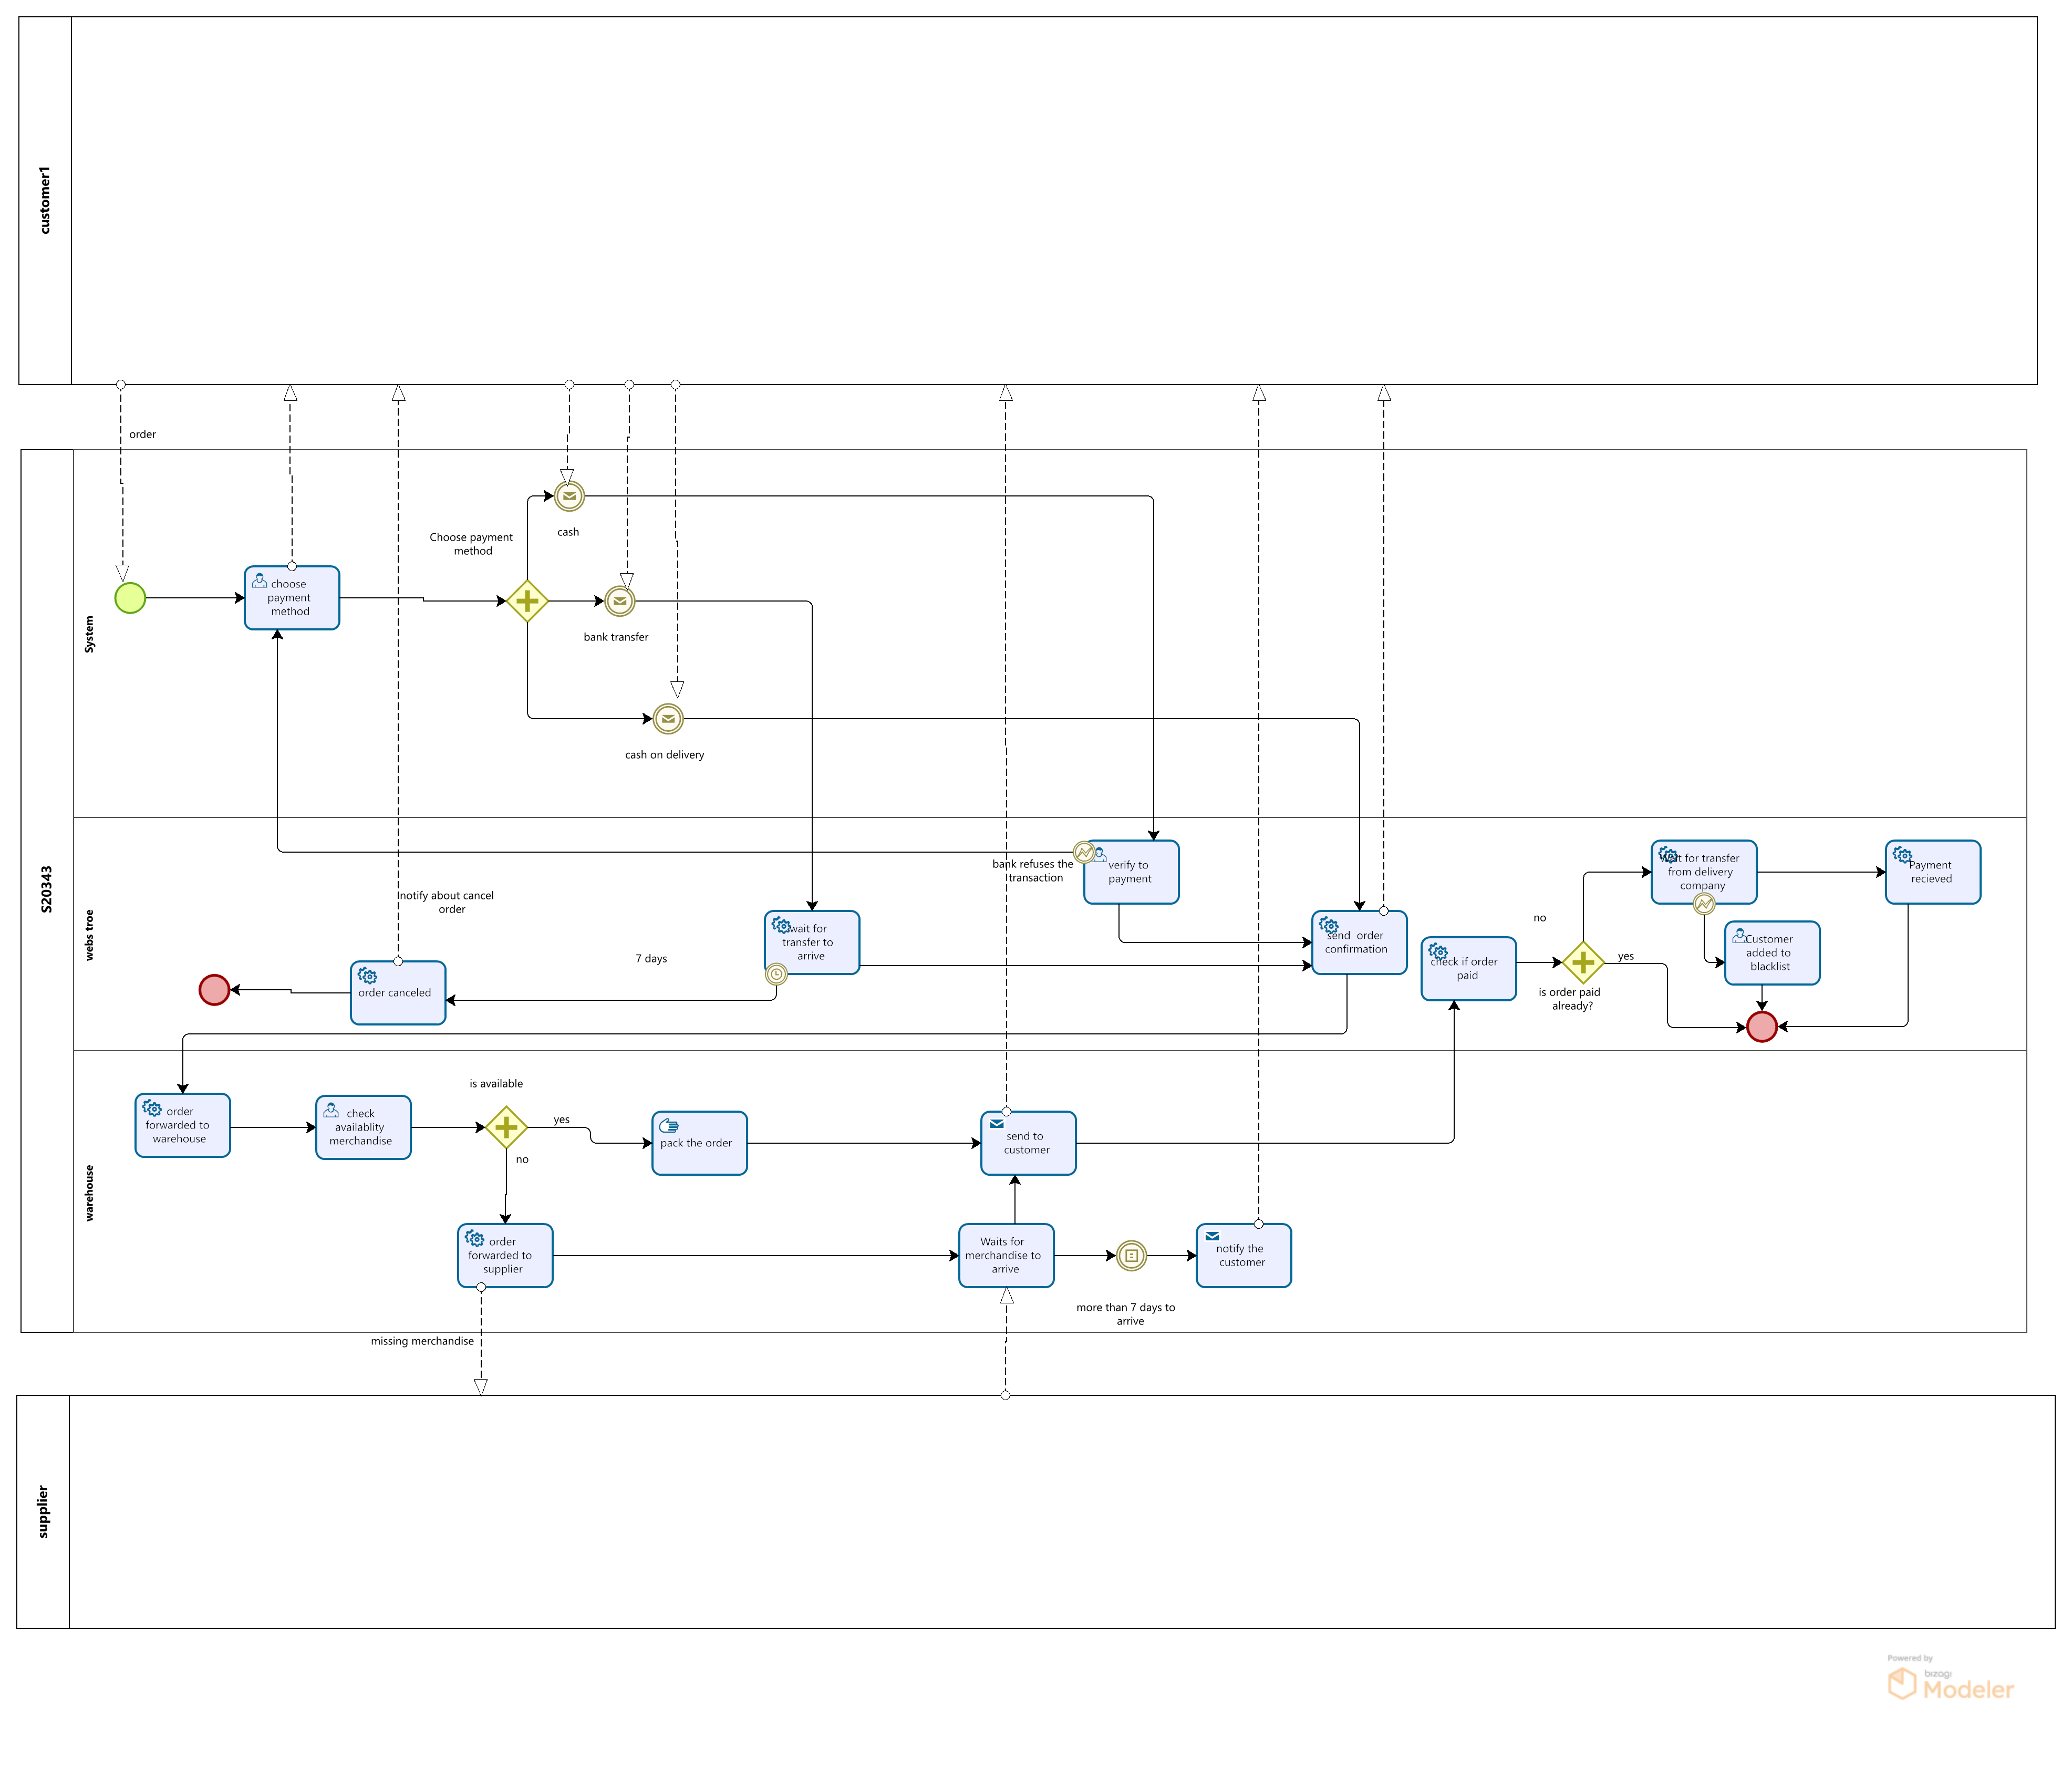 customer1
order
S20343
System
choose
payment
method
Choose payment
method
cash
bank transfer
cash on delivery
webs troe
notify about cancel
order
order canceled
7 days
wait for
transfer to
arrive
bank refuses the
transaction
verify to
payment
send order
confirmation
check if order
paid
no
yes
is order paid
already?
Wait for transfer
from delivery
company
Customer
added to
blacklist
Payment
recieved
warehouse
order
forwarded to
warehouse
check
availablity
merchandise
is available
yes
no
pack the order
send to
customer
order
forwarded to
supplier
Waits for
merchandise to
arrive
more than 7 days to
arrive
notify the
customer
missing merchandise
supplier
Powered by
bizagi
Modeler